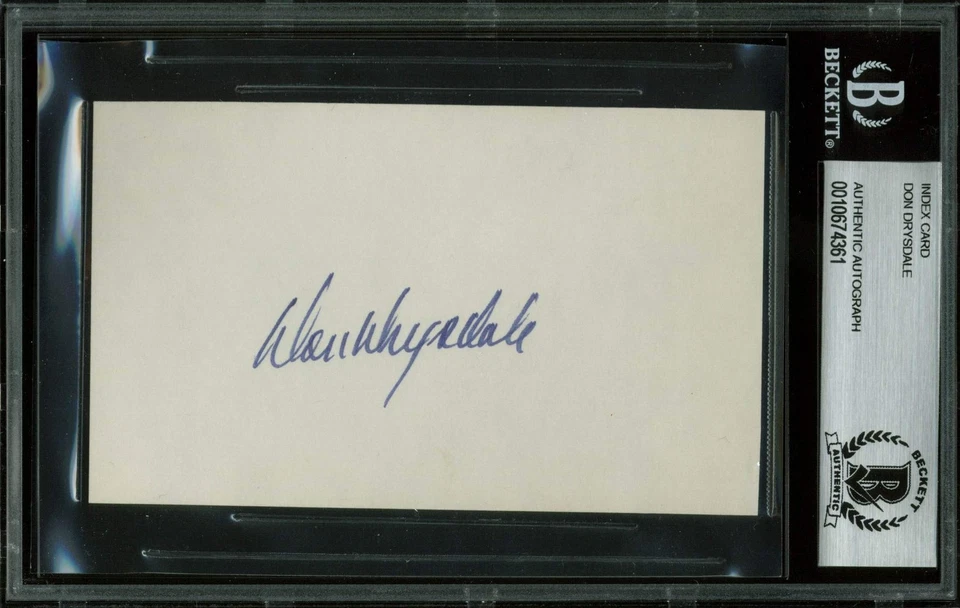 Don Drysdale
B
BECKETT®
INDEX CARD
DON DRYSDALE
AUTHENTIC AUTOGRAPH
0010674361
BECKETT
B
AUTHENTIC